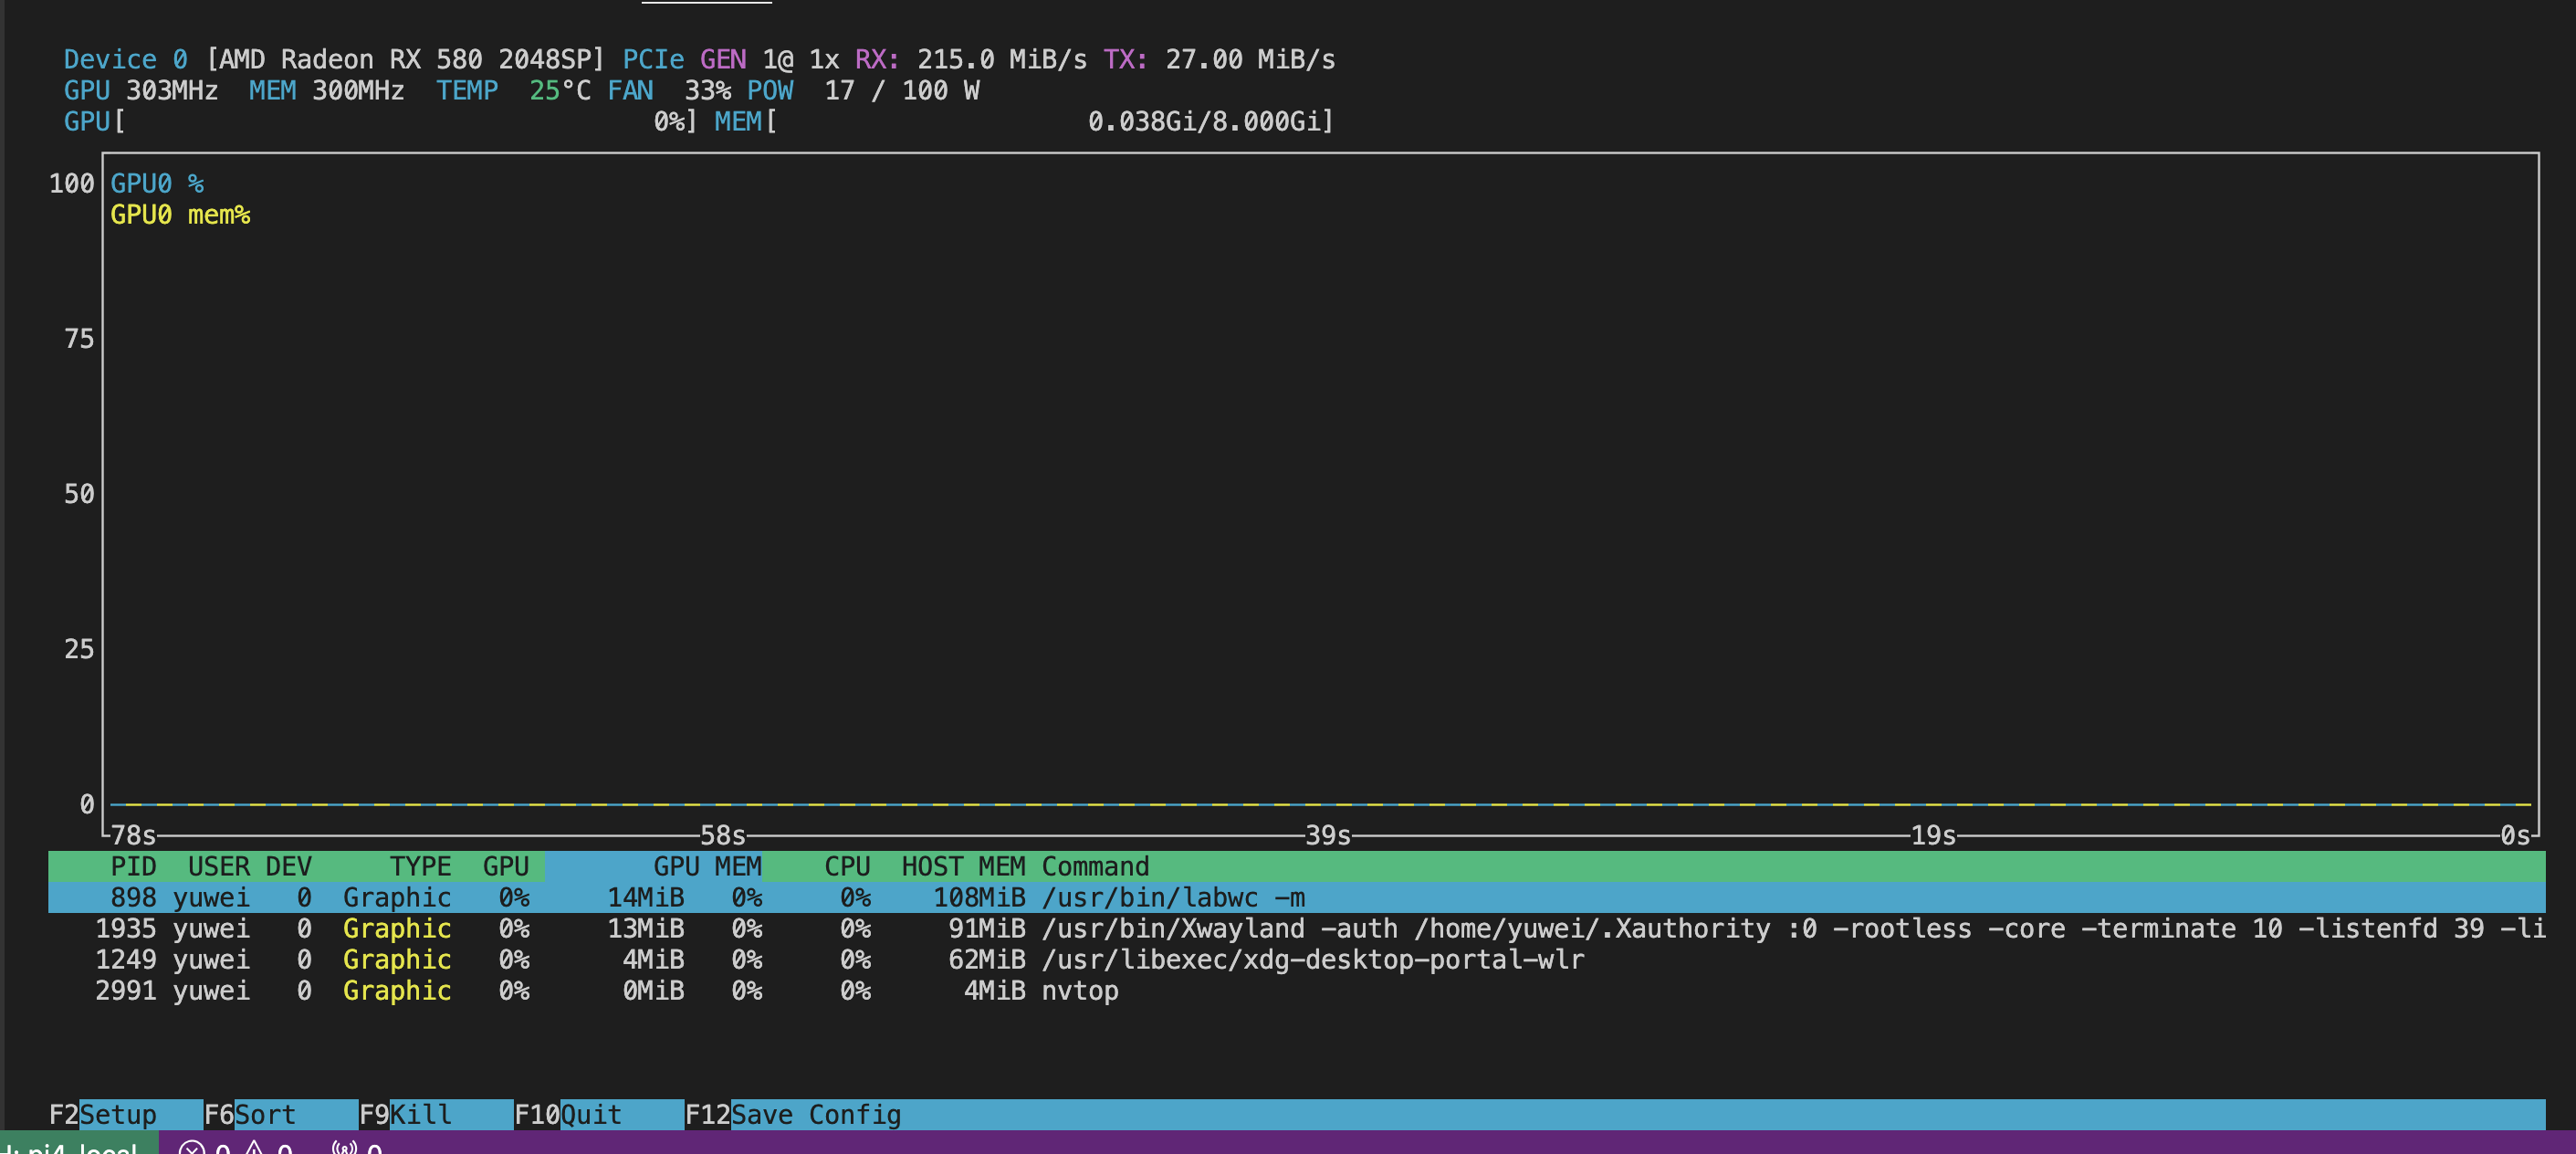 Device 0 [AMD Radeon RX 580 2048SP] PCIe GEN 1@ 1x RX: 215.0 MiB/s TX: 27.00 MiB/s
GPU 303MHz MEM 300MHz TEMP 25°C FAN 33% POW 17 / 100 W
GPU[ 0%] MEM[ 0.038Gi/8.000Gi]
100 GPU0 %
GPU0 mem%
75
50
25
0
78s 58s 39s 19s 0s
PID USER DEV TYPE GPU GPU MEM CPU HOST MEM Command
898 yuwei 0 Graphic 0% 14MiB 0% 0% 108MiB /usr/bin/labwc -m
1935 yuwei 0 Graphic 0% 13MiB 0% 0% 91MiB /usr/bin/Xwayland -auth /home/yuwei/.Xauthority :0 -rootless -core -terminate 10 -listenfd 39 -li
1249 yuwei 0 Graphic 0% 4MiB 0% 0% 62MiB /usr/libexec/xdg-desktop-portal-wlr
2991 yuwei 0 Graphic 0% 0MiB 0% 0% 4MiB nvtop
F2Setup F6Sort F9Kill F10Quit F12Save Config
0 0 0